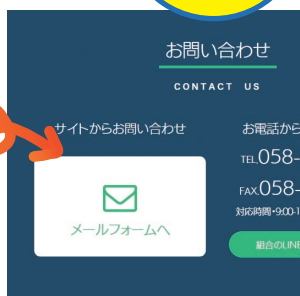 お問い合わせ
CONTACT US
サイトからお問い合わせ
メールフォームへ
お電話から
TEL.058-
FAX.058-
対応時間・9:00-1
組合のLINE